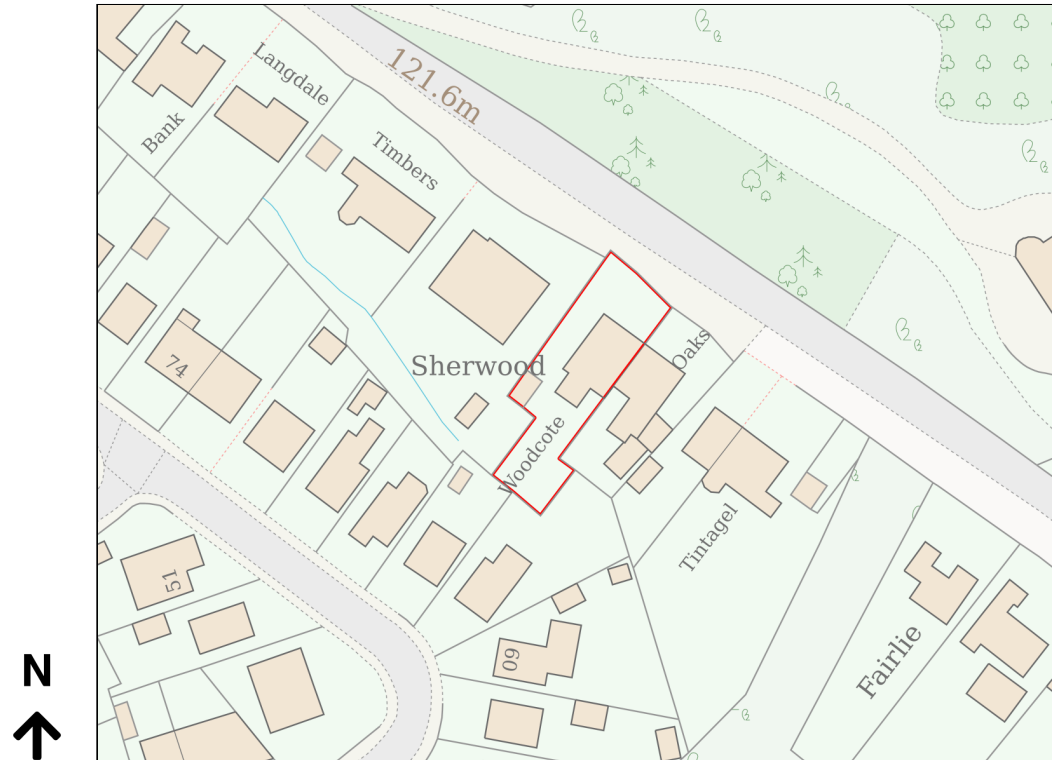 121.6m
Langdale
Bank
Timbers
Sherwood
Oaks
74
Woodcote
Tintagel
51
60
Fairlie
N